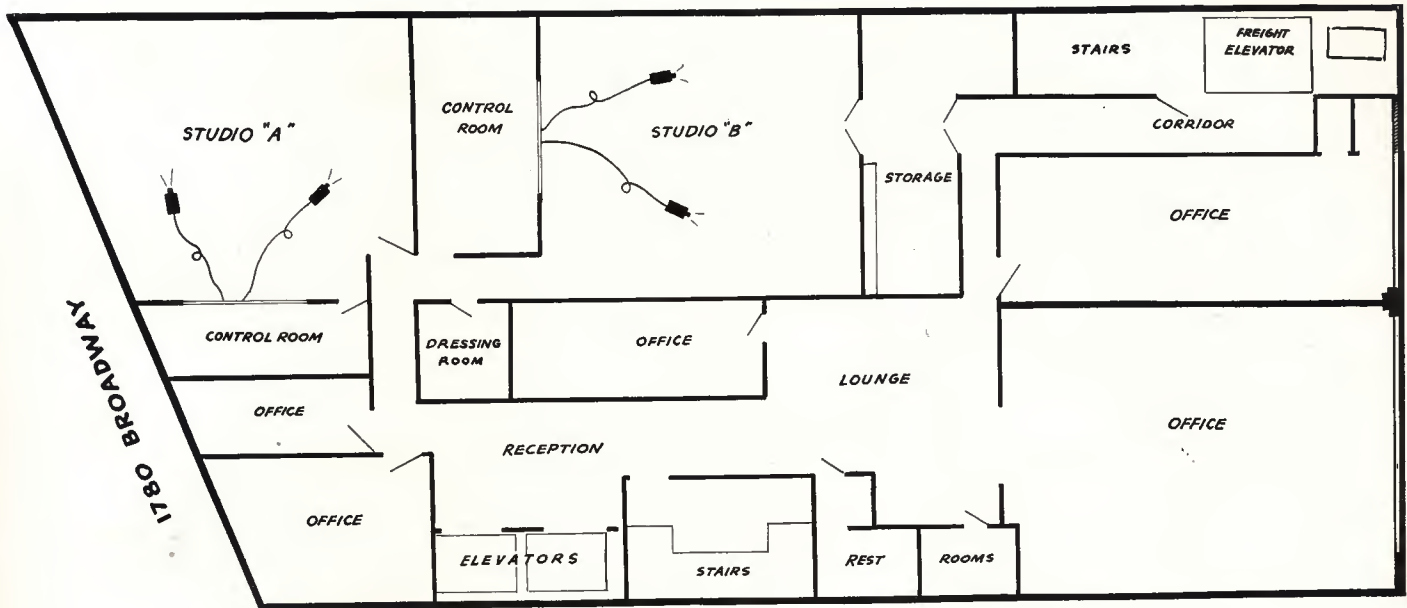 STAIRS
FREIGHT
ELEVATOR
CONTROL
ROOM
STUDIO "A"
STUDIO "B"
CORRIDOR
STORAGE
OFFICE
CONTROL ROOM
DRESSING
ROOM
OFFICE
LOUNGE
OFFICE
OFFICE
RECEPTION
OFFICE
ELEVATORS
STAIRS
REST
ROOMS
1780 BROADWAY